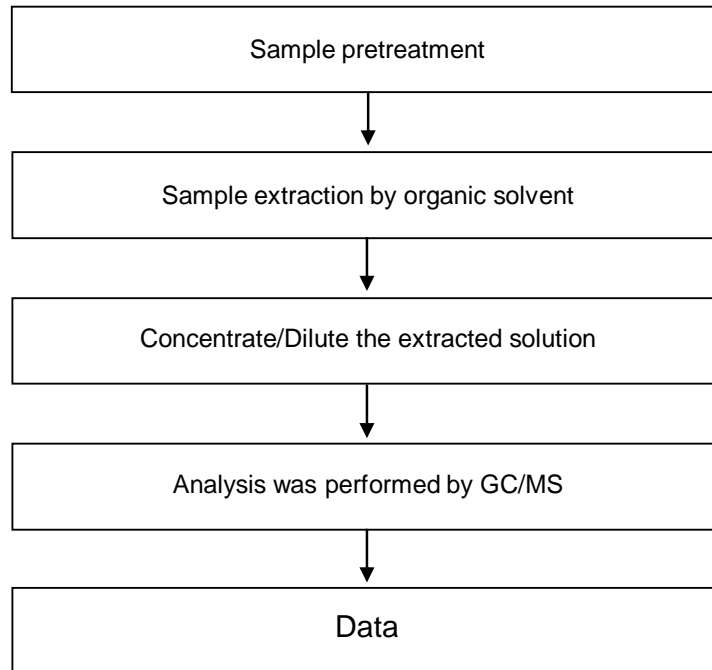 Sample pretreatment
Sample extraction by organic solvent
Concentrate/Dilute the extracted solution
Analysis was performed by GC/MS
Data